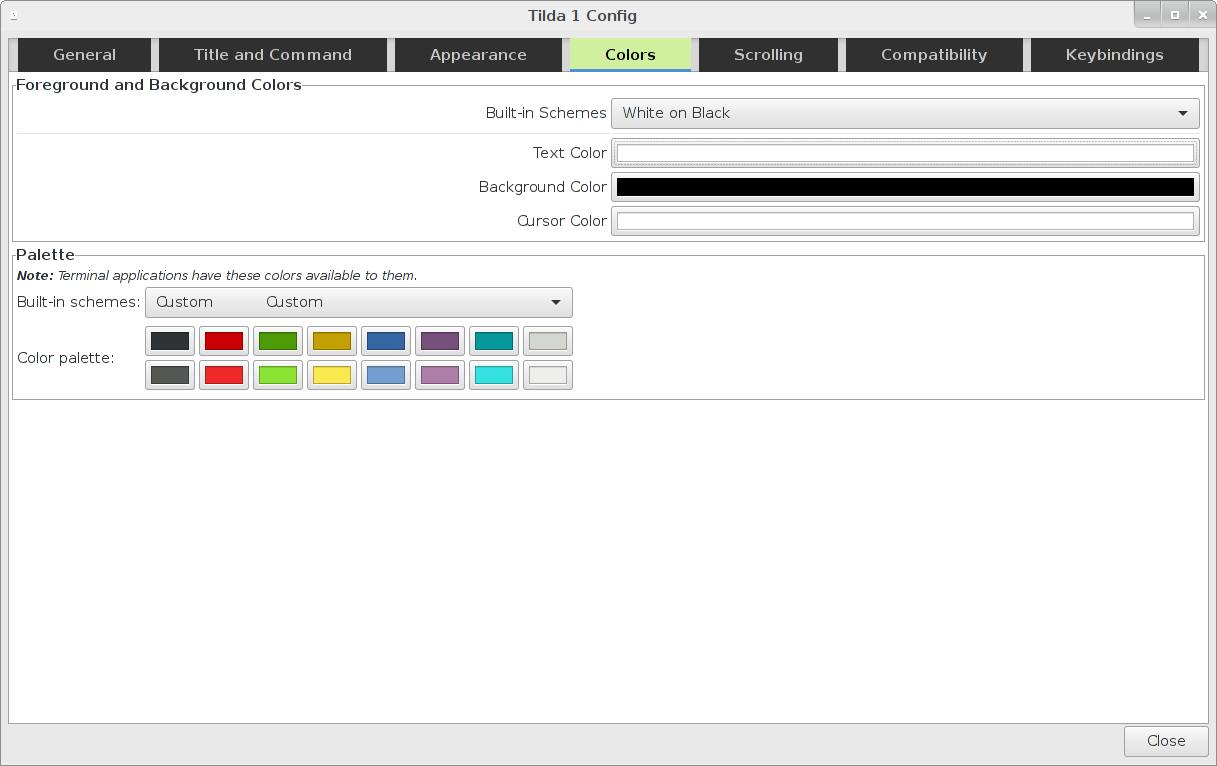 Tilda 1 Config
General Title and Command Appearance Colors Scrolling Compatibility Keybindings
Foreground and Background Colors
Built-in Schemes White on Black
Text Color
Background Color
Cursor Color
Palette
Note: Terminal applications have these colors available to them.
Built-in schemes: Custom Custom
Color palette:
Close